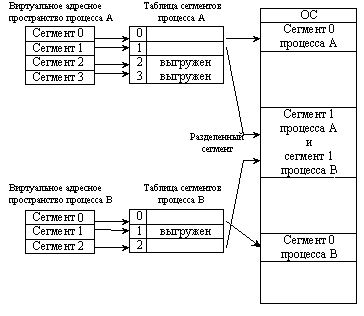 Виртуальное адресное
пространство процесса A
Сегмент 0
Сегмент 1
Сегмент 2
Сегмент 3
Таблица сегментов
процесса A
0
1
2 выгружен
3 выгружен
ОС
Сегмент 0
процесса A
Сегмент 1
процесса A
и
сегмент 1
процесса B
Сегмент 0
процесса B
Разделенный
сегмент
Виртуальное адресное
пространство процесса B
Сегмент 0
Сегмент 1
Сегмент 2
Таблица сегментов
процесса B
0
1 выгружен
2